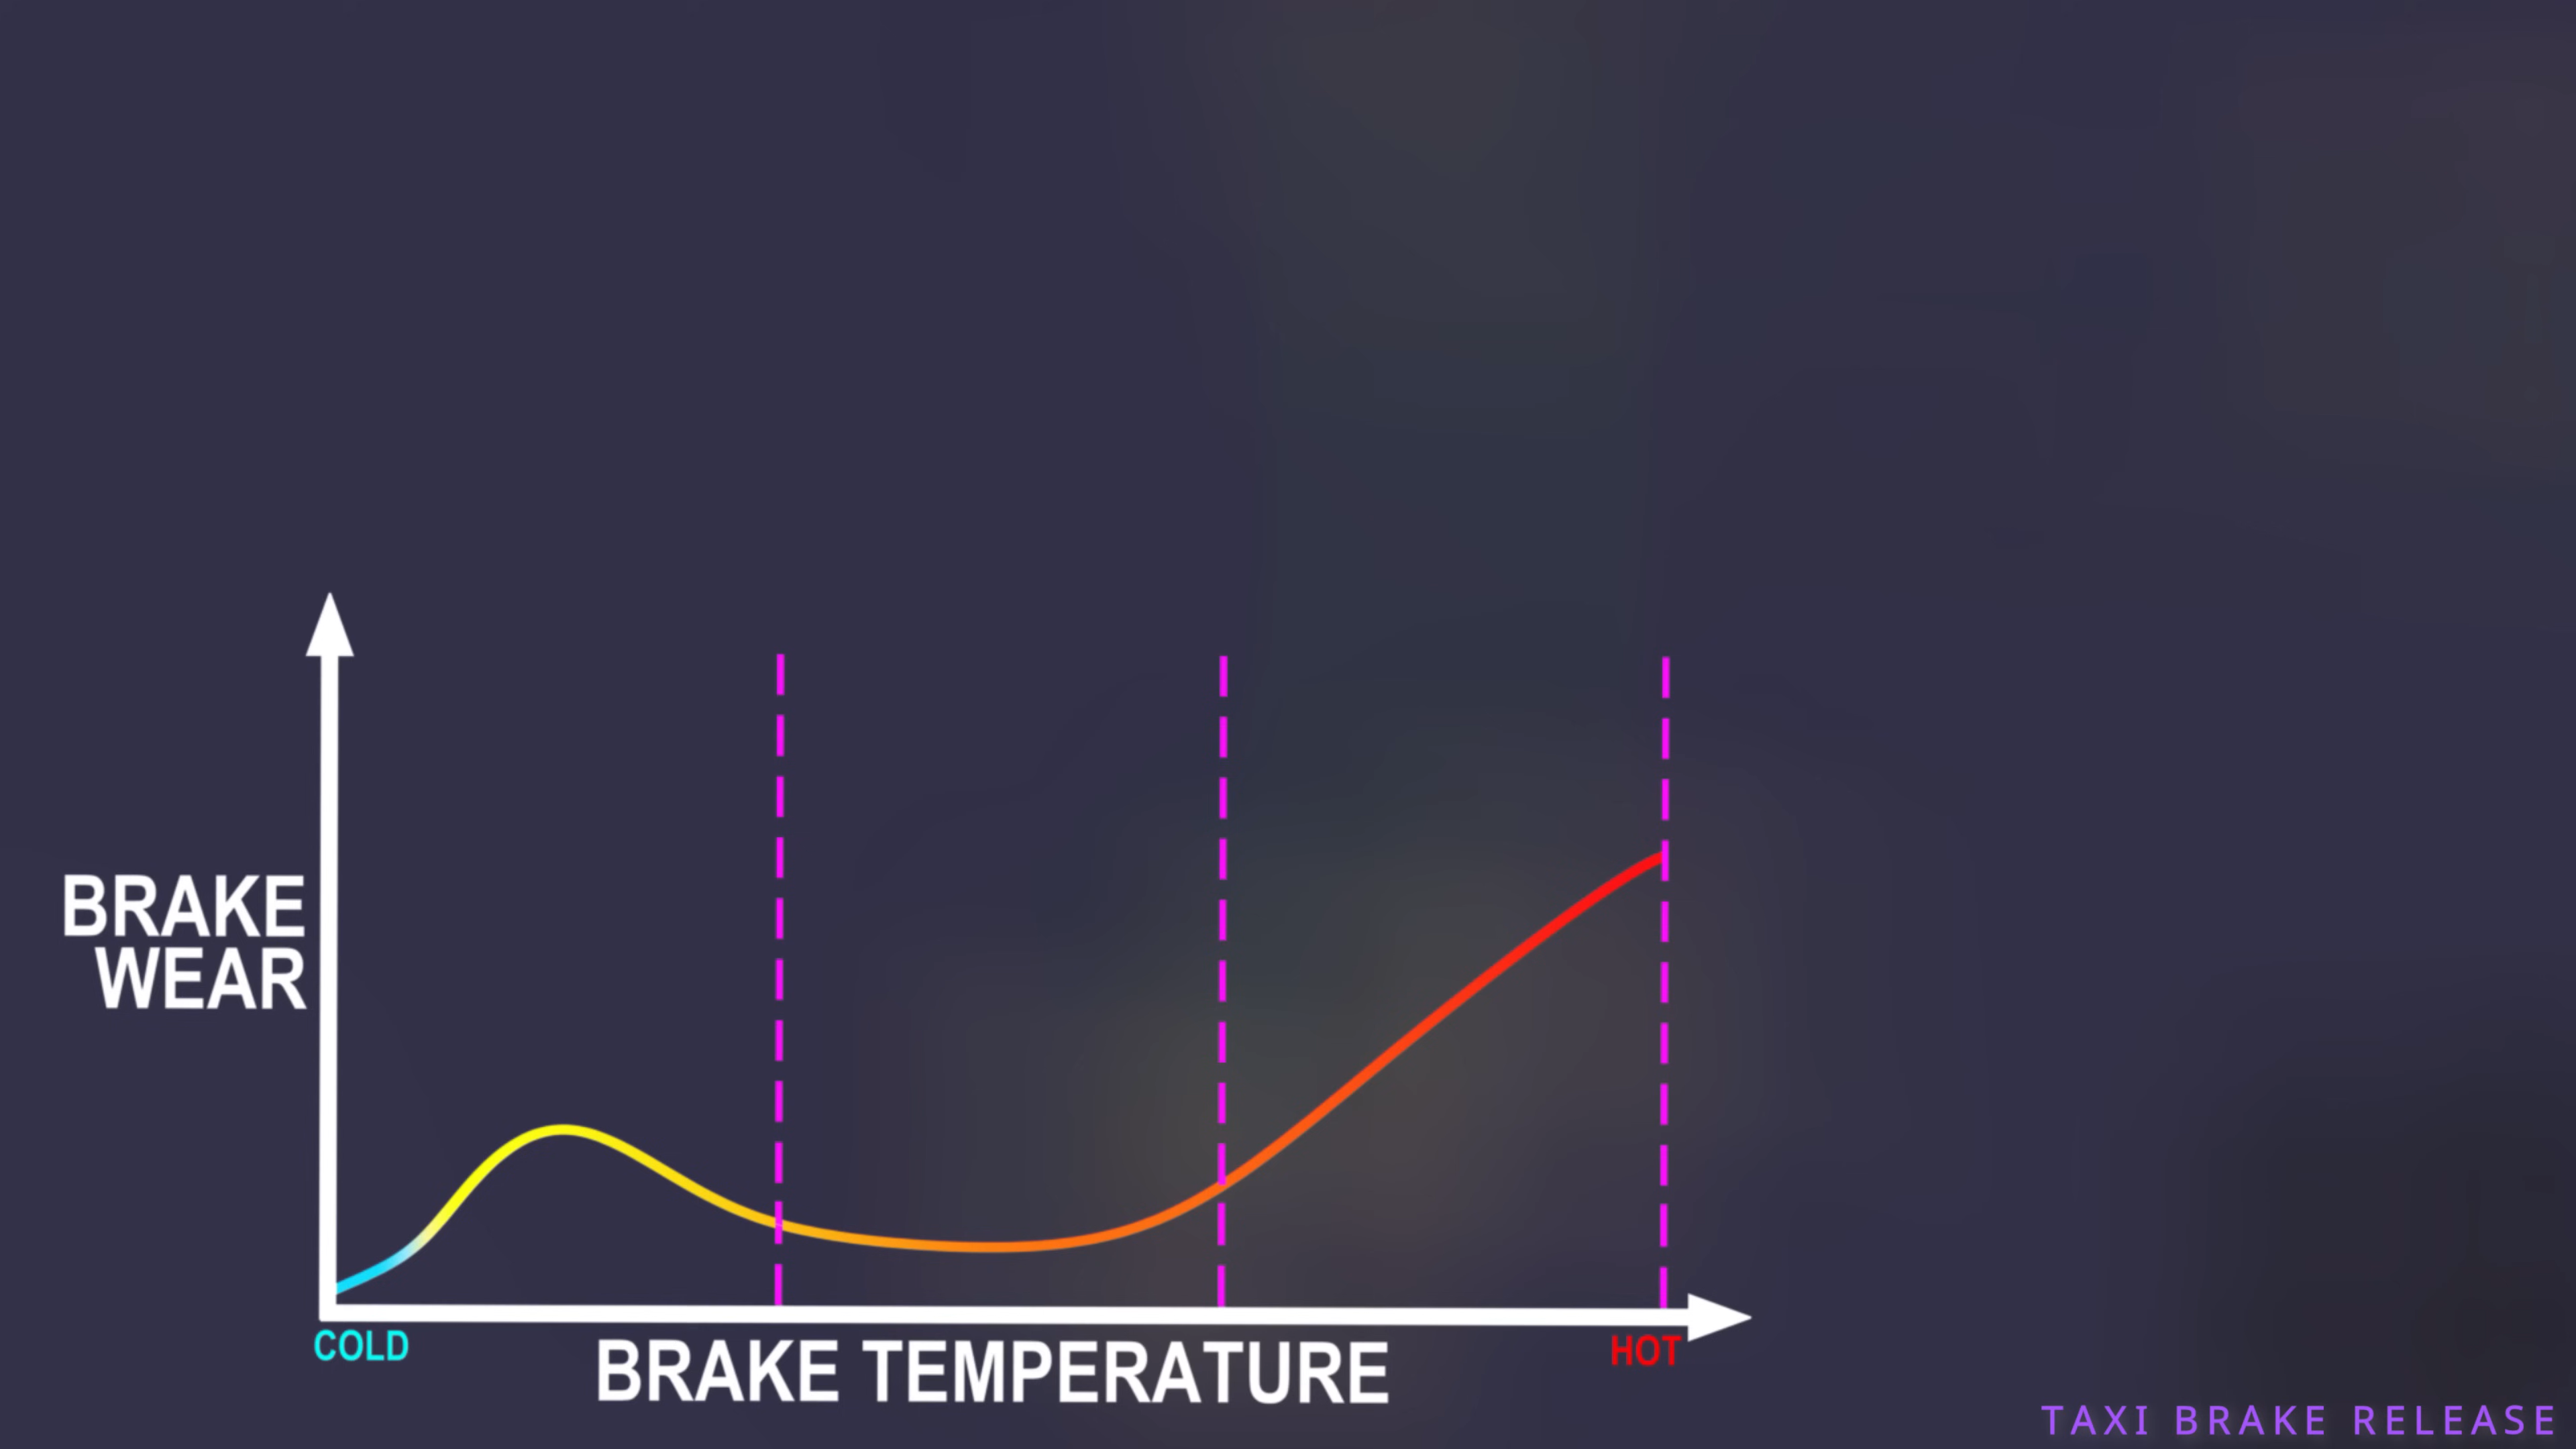 BRAKE
WEAR
COLD
BRAKE TEMPERATURE
HOT
TAXI BRAKE RELEASE